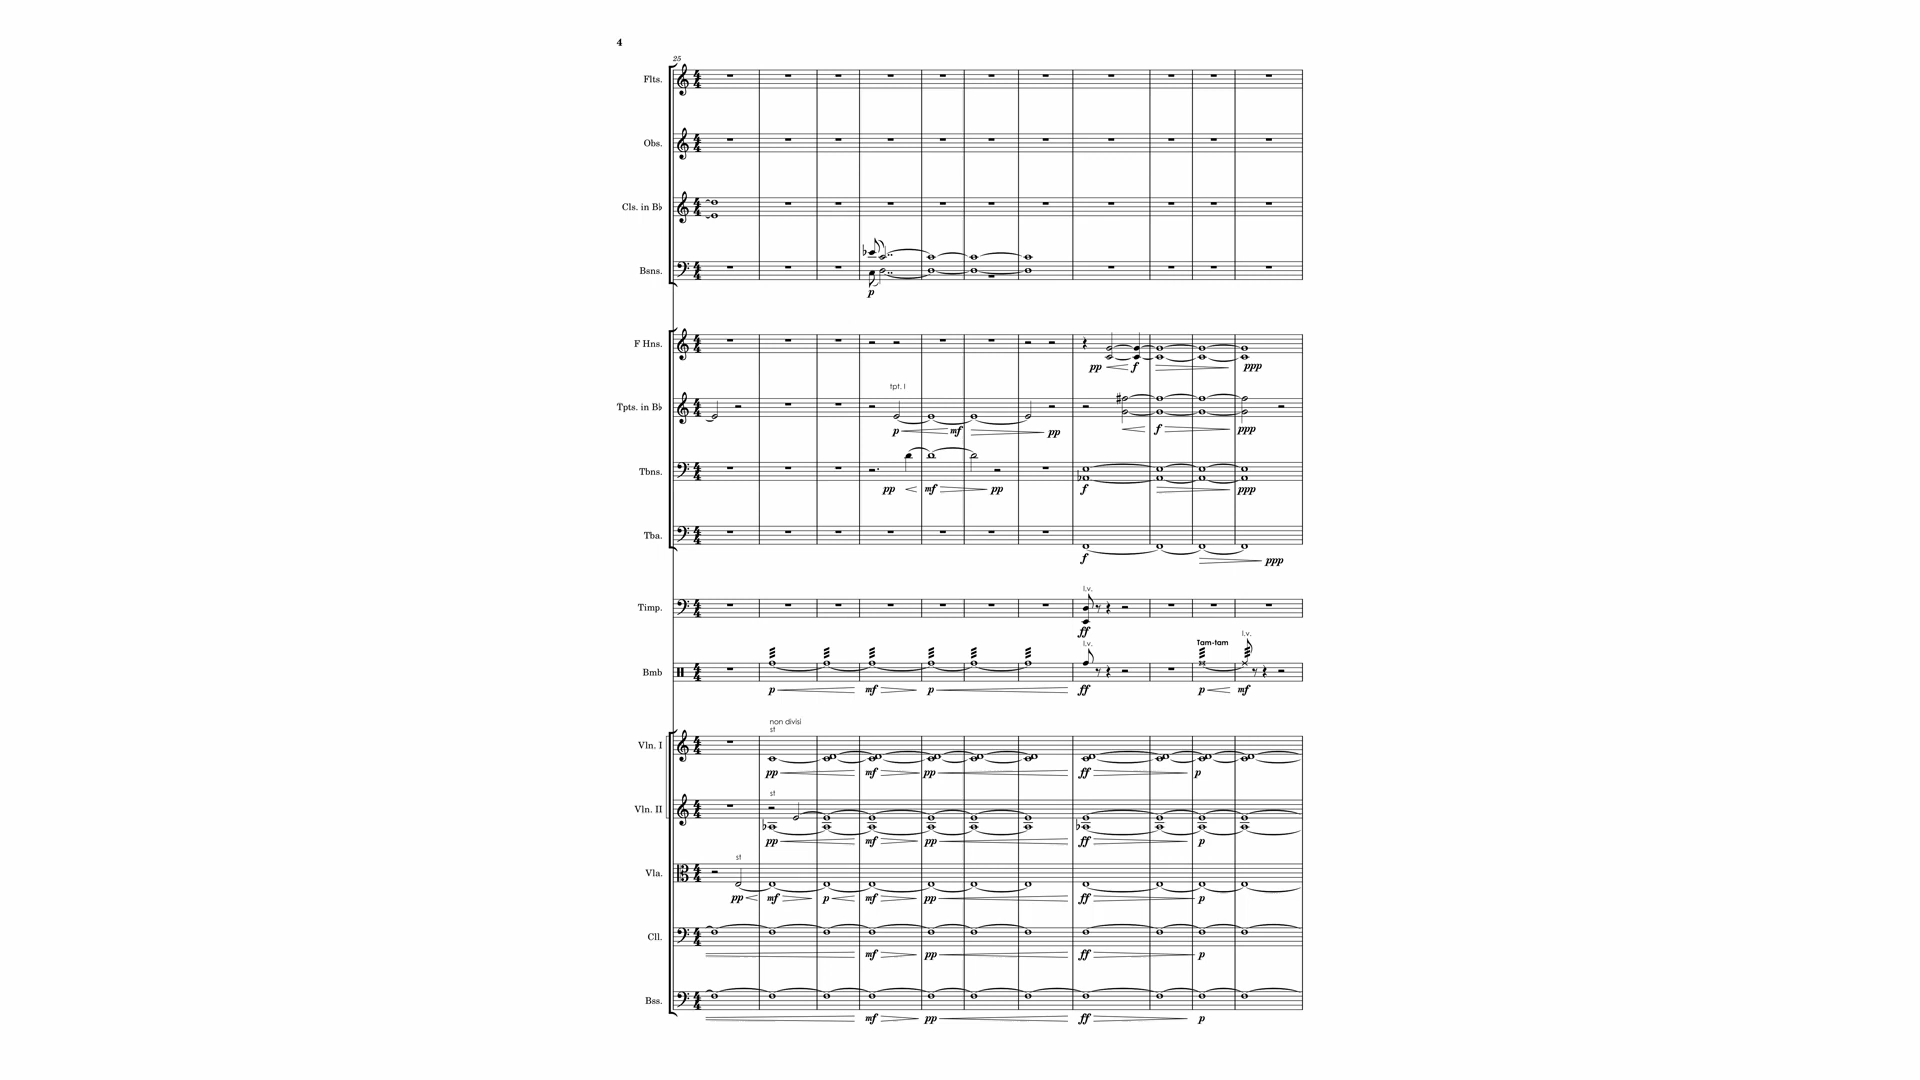 4
25
Flts.
Obs.
Cls. in B♭
Bsns.
p
F Hns.
pp f ppp
tpt. I
Tpts. in B♭
p mf pp f ppp
Tbns.
pp mf pp f ppp
Tba.
f ppp
l.v.
Timp.
ff
l.v. Tam-tam l.v.
Bmb
p mf p ff p mf
non divisi
st
Vln. I
pp mf pp ff p
st
Vln. II
pp mf pp ff p
st
Vla.
pp mf p mf pp ff p
Cll.
mf pp ff p
Bss.
mf pp ff p